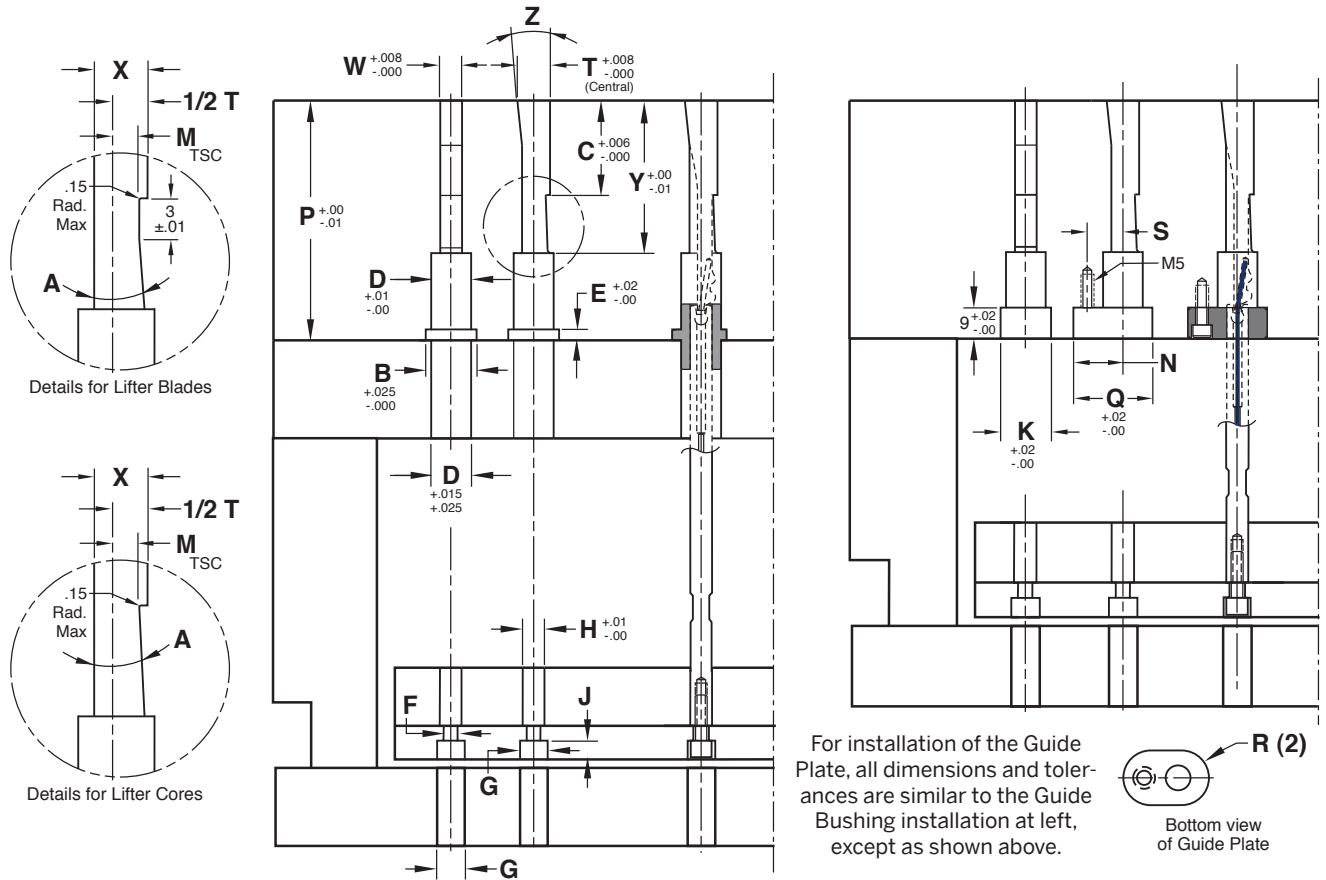 X
1/2 T
M
TSC
.15
Rad.
Max
3
±.01
A
Details for Lifter Blades
X
1/2 T
M
TSC
.15
Rad.
Max
A
Details for Lifter Cores
Z
W +.008 -.000
T +.008 -.000
(Central)
C +.006 -.000
Y +.00 -.01
P +.00 -.01
D
+.01
-.00
E +.02 -.00
B
+.025
-.000
D
+.015
+.025
H +.01 -.00
F
J
G
G
S
M5
9 +.02 -.00
N
Q
+.02
-.00
K
+.02
-.00
For installation of the Guide
Plate, all dimensions and toler-
ances are similar to the Guide
Bushing installation at left,
except as shown above.
R (2)
Bottom view
of Guide Plate